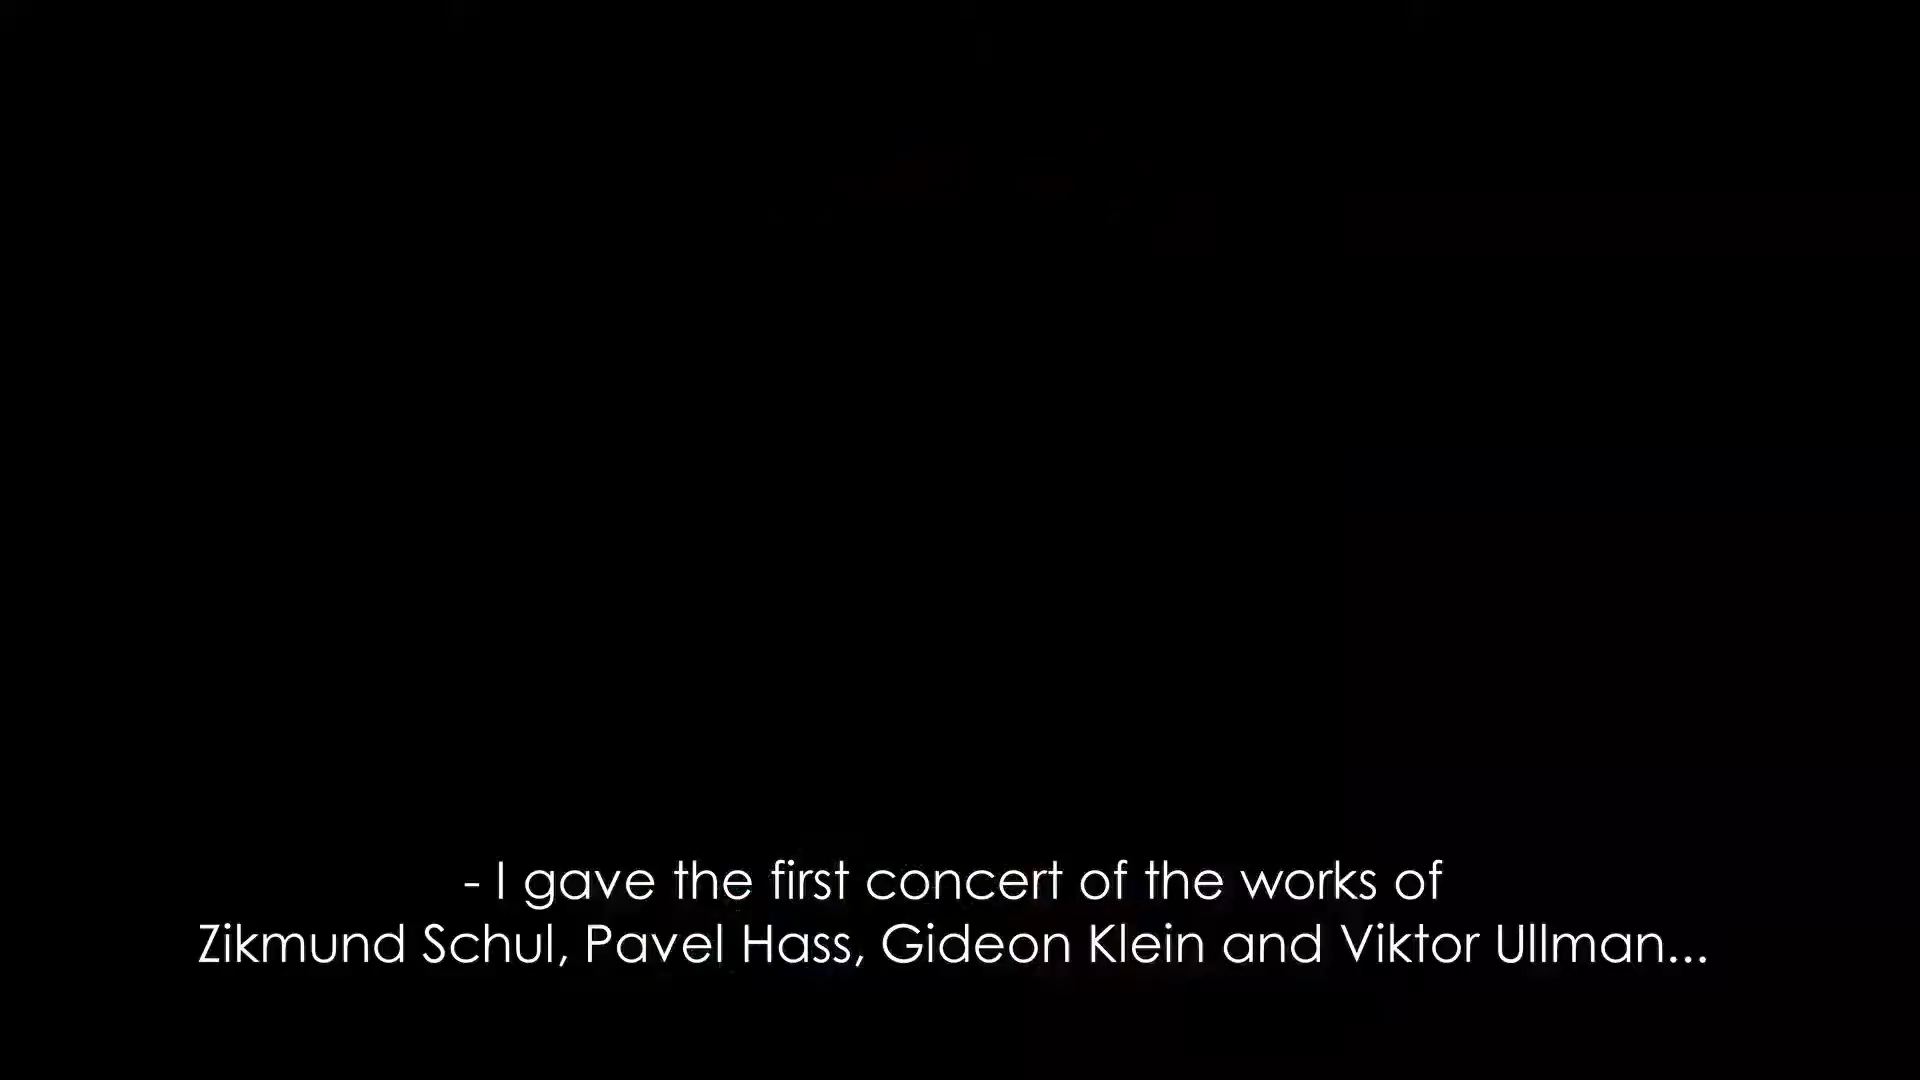 - I gave the first concert of the works of
Zikmund Schul, Pavel Hass, Gideon Klein and Viktor Ullman...